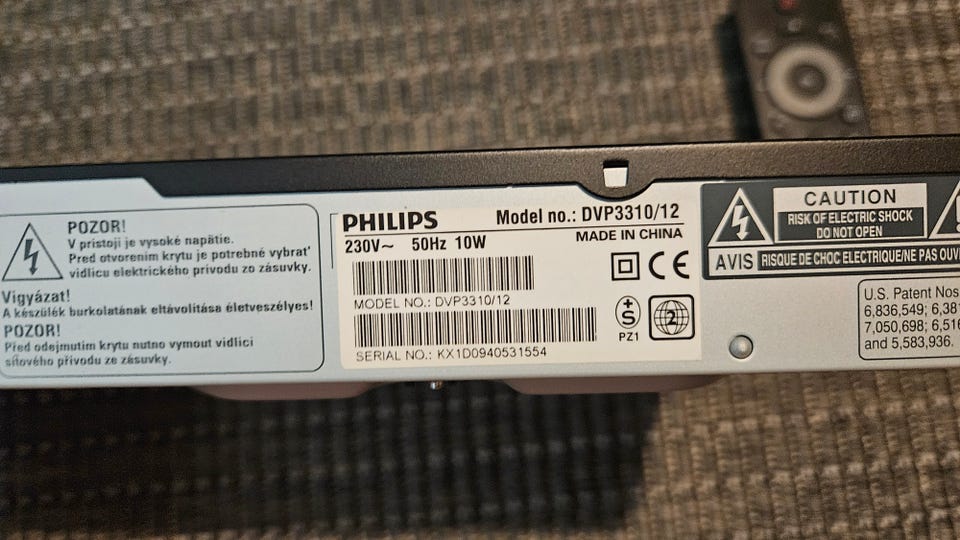 POZOR!
V prístoji je vysoké napätie.
Pred otvorením krytu je potrebné vybrat'
vidlicu elektrického prívodu zo zásuvky.
Vigyázat!
A készülék burkolatának eltávolítása életveszélyes!
POZOR!
Před odejmutím krytu nutno vymout vidlici
síťového přívodu ze zásuvky.
PHILIPS Model no.: DVP3310/12
230V~ 50Hz 10W MADE IN CHINA
CE
MODEL NO.: DVP3310/12
SERIAL NO.: KX1D0940531554
+
S
PZ1
2
CAUTION
RISK OF ELECTRIC SHOCK
DO NOT OPEN
AVIS RISQUE DE CHOC ELECTRIQUE/NE PAS
U.S. Patent Nos
6,836,549;
7,050,698;
and 5,583,936.